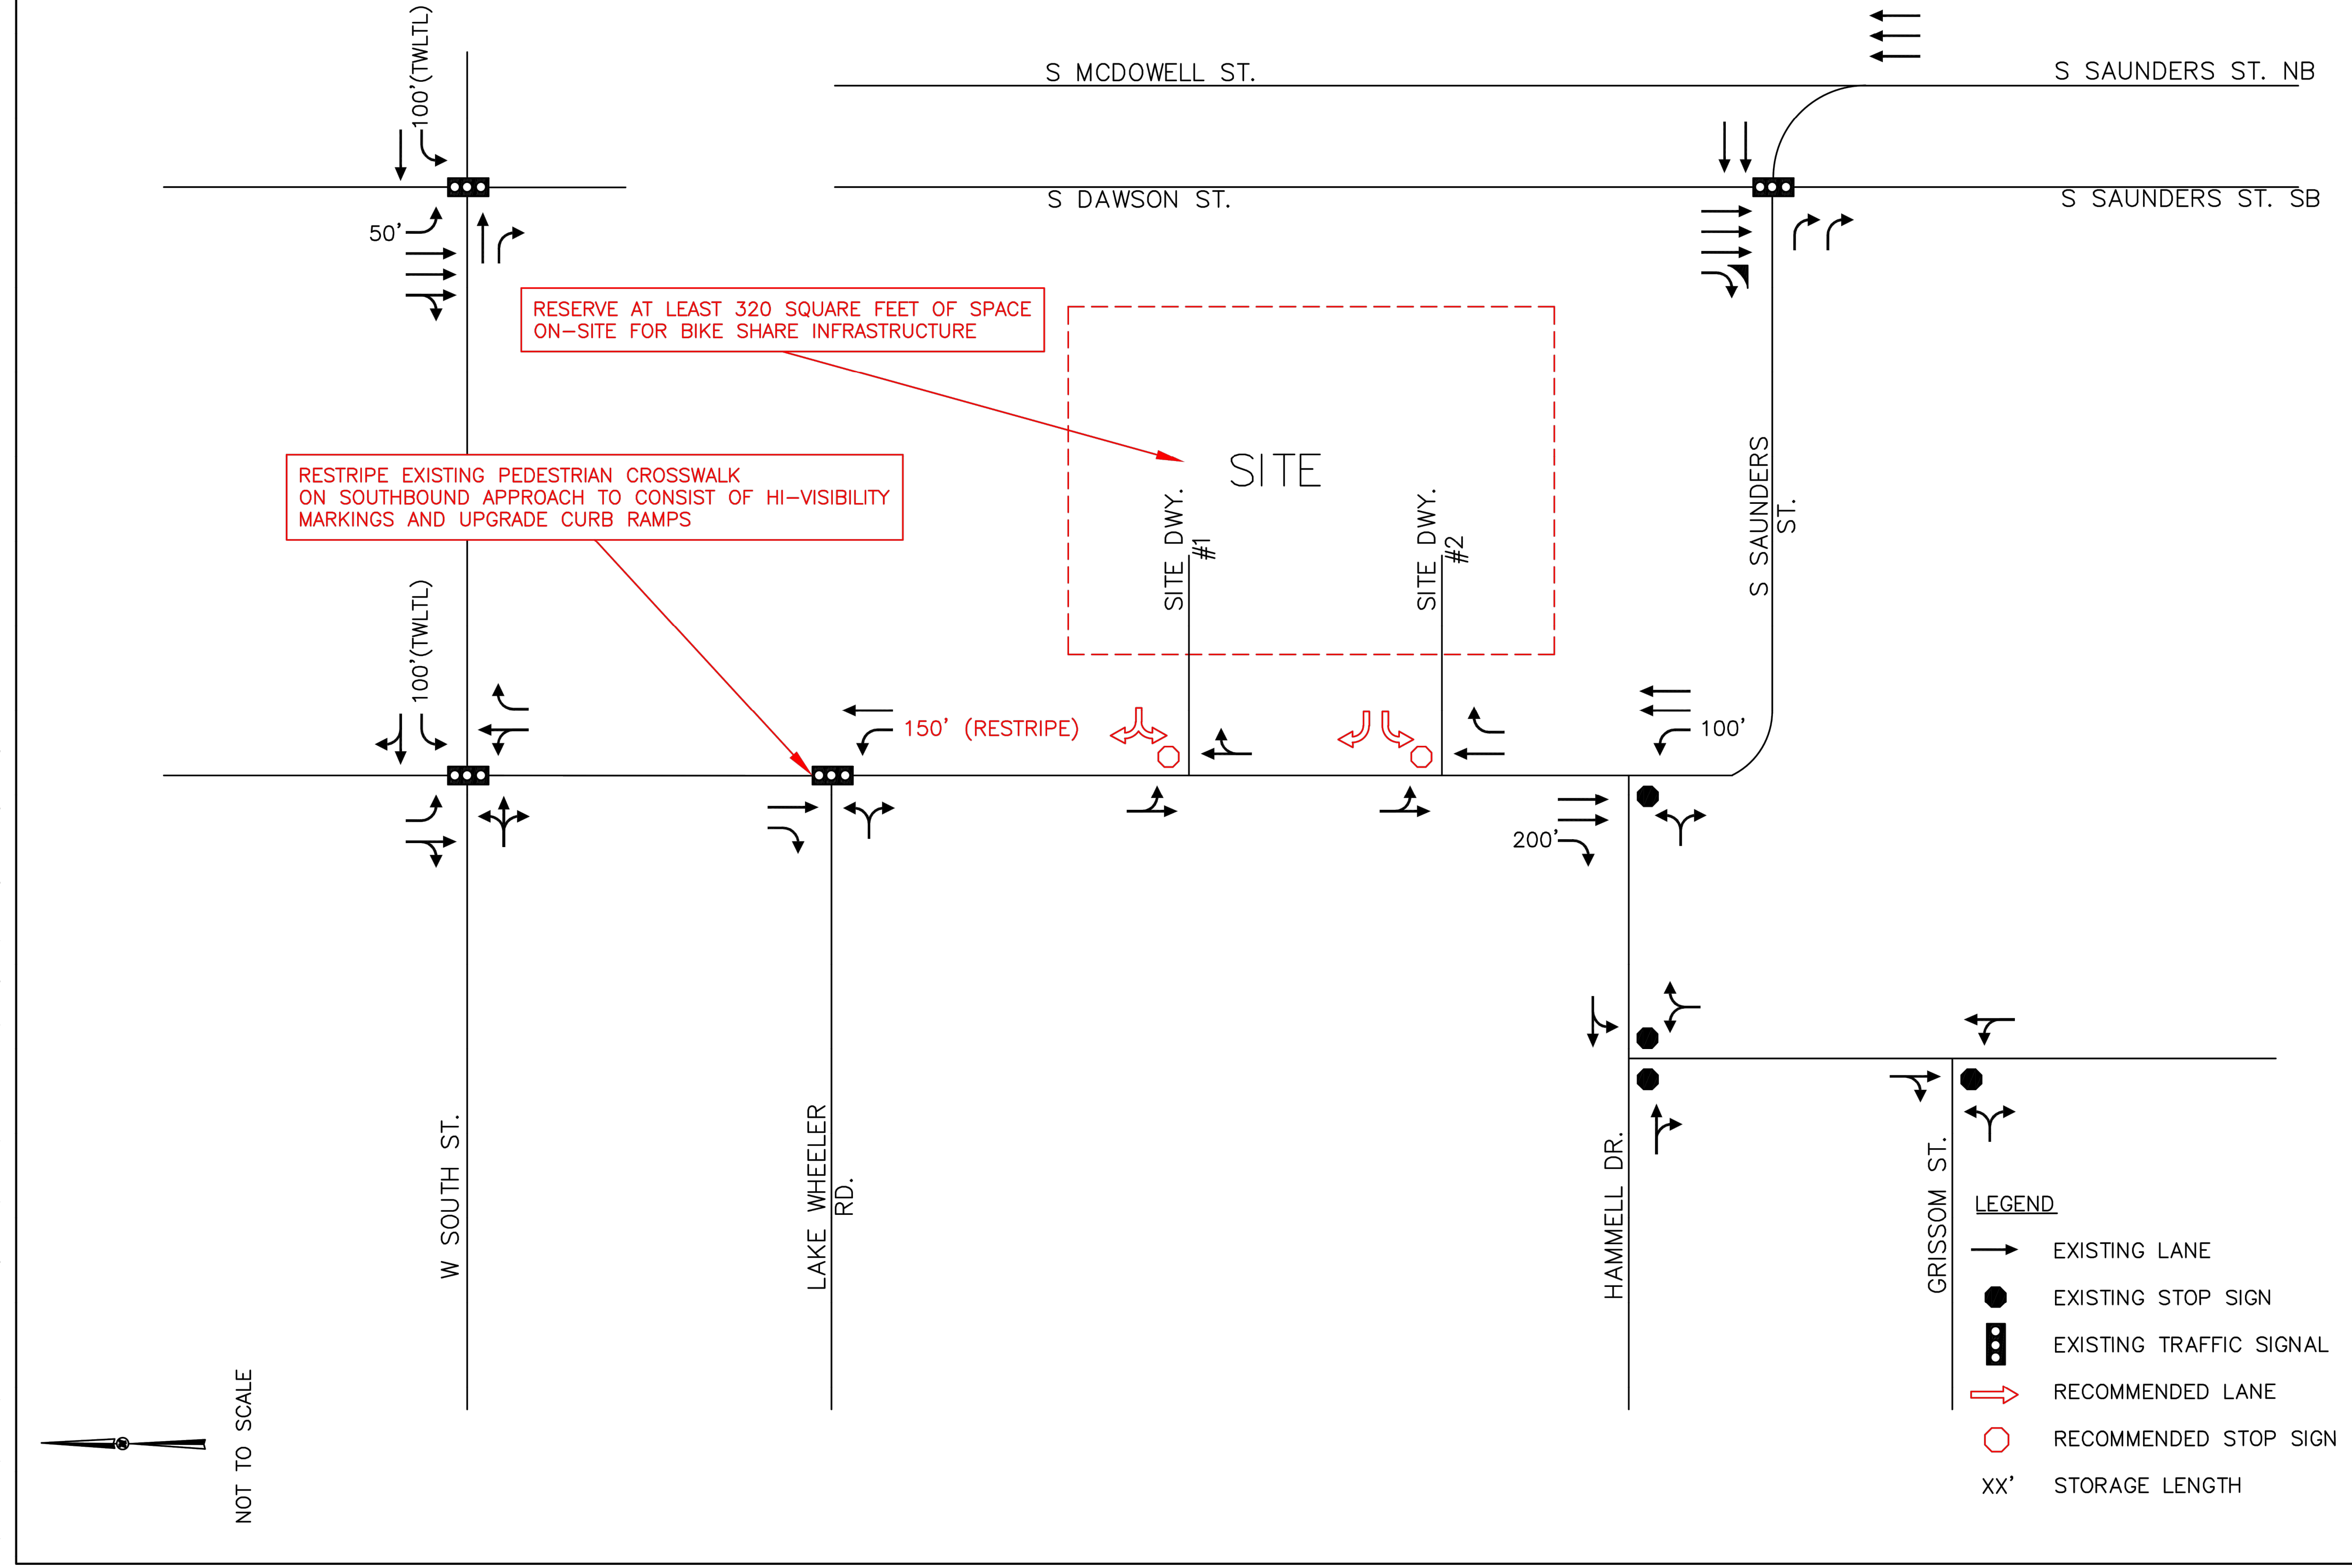 100'(TWLTL)
S MCDOWELL ST.
S SAUNDERS ST. NB
S DAWSON ST.
S SAUNDERS ST. SB
50'
RESERVE AT LEAST 320 SQUARE FEET OF SPACE
ON-SITE FOR BIKE SHARE INFRASTRUCTURE
SITE
RESTRIPE EXISTING PEDESTRIAN CROSSWALK
ON SOUTHBOUND APPROACH TO CONSIST OF HI-VISIBILITY
MARKINGS AND UPGRADE CURB RAMPS
SITE DWY.
#1
SITE DWY.
#2
S SAUNDERS
ST.
100'(TWLTL)
150' (RESTRIPE)
100'
200'
W SOUTH ST.
LAKE WHEELER
RD.
HAMMELL DR.
GRISSOM ST.
LEGEND
EXISTING LANE
EXISTING STOP SIGN
EXISTING TRAFFIC SIGNAL
RECOMMENDED LANE
RECOMMENDED STOP SIGN
XX' STORAGE LENGTH
NOT TO SCALE